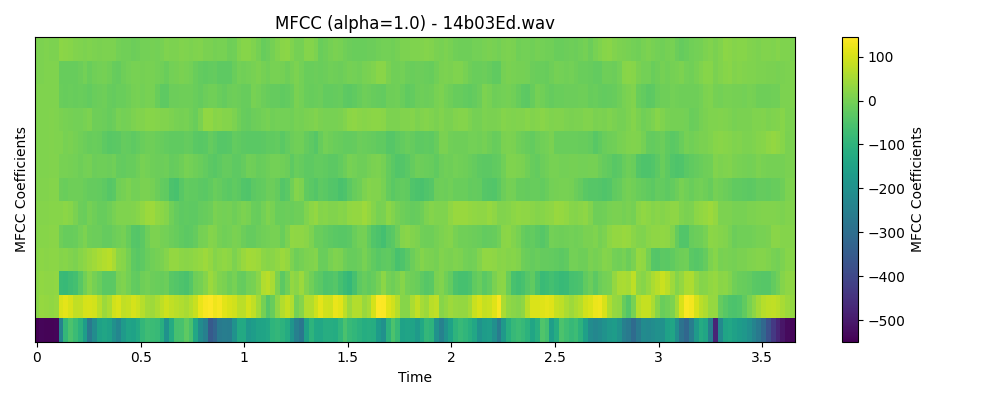 MFCC (alpha=1.0) - 14b03Ed.wav
MFCC Coefficients
0 0.5 1 1.5 2 2.5 3 3.5
Time
100
0
−100
−200
−300
−400
−500
MFCC Coefficients